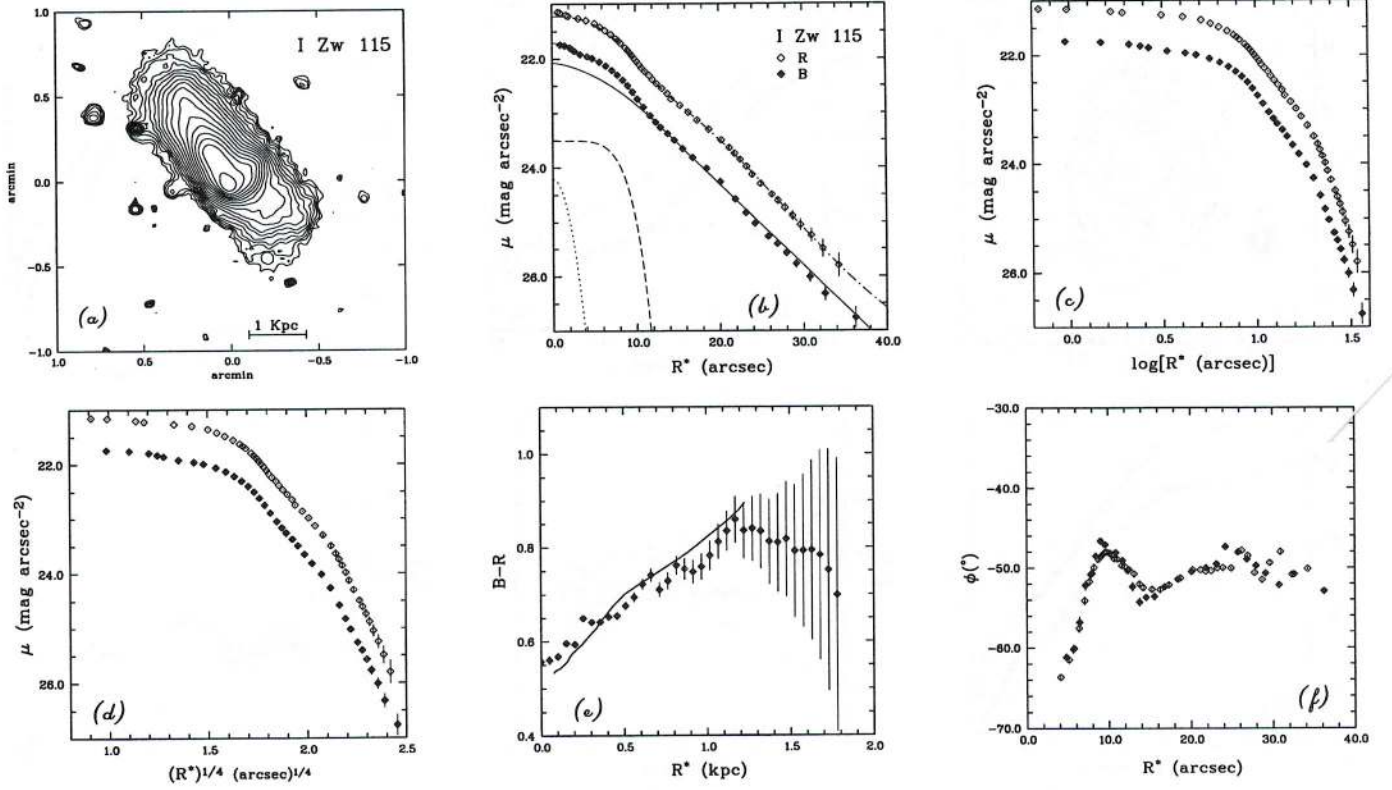 1.0
I Zw 115
0.5
arcmin
0.0
-0.5
(a)
1 Kpc
-1.0
1.0
0.5
0.0
-0.5
-1.0
arcmin
I Zw 115
R
B
22.0
24.0
26.0
μ (mag arcsec⁻²)
(b)
0.0
10.0
20.0
30.0
40.0
R* (arcsec)
22.0
24.0
26.0
μ (mag arcsec⁻²)
(c)
0.0
0.5
1.0
1.5
log[R* (arcsec)]
22.0
24.0
26.0
μ (mag arcsec⁻²)
(d)
1.0
1.5
2.0
2.5
(R*)¹/⁴ (arcsec)¹/⁴
1.0
0.8
0.6
0.4
B-R
(e)
0.0
0.5
1.0
1.5
2.0
R* (kpc)
-30.0
-40.0
-50.0
-60.0
-70.0
φ(°)
(f)
0.0
10.0
20.0
30.0
40.0
R* (arcsec)